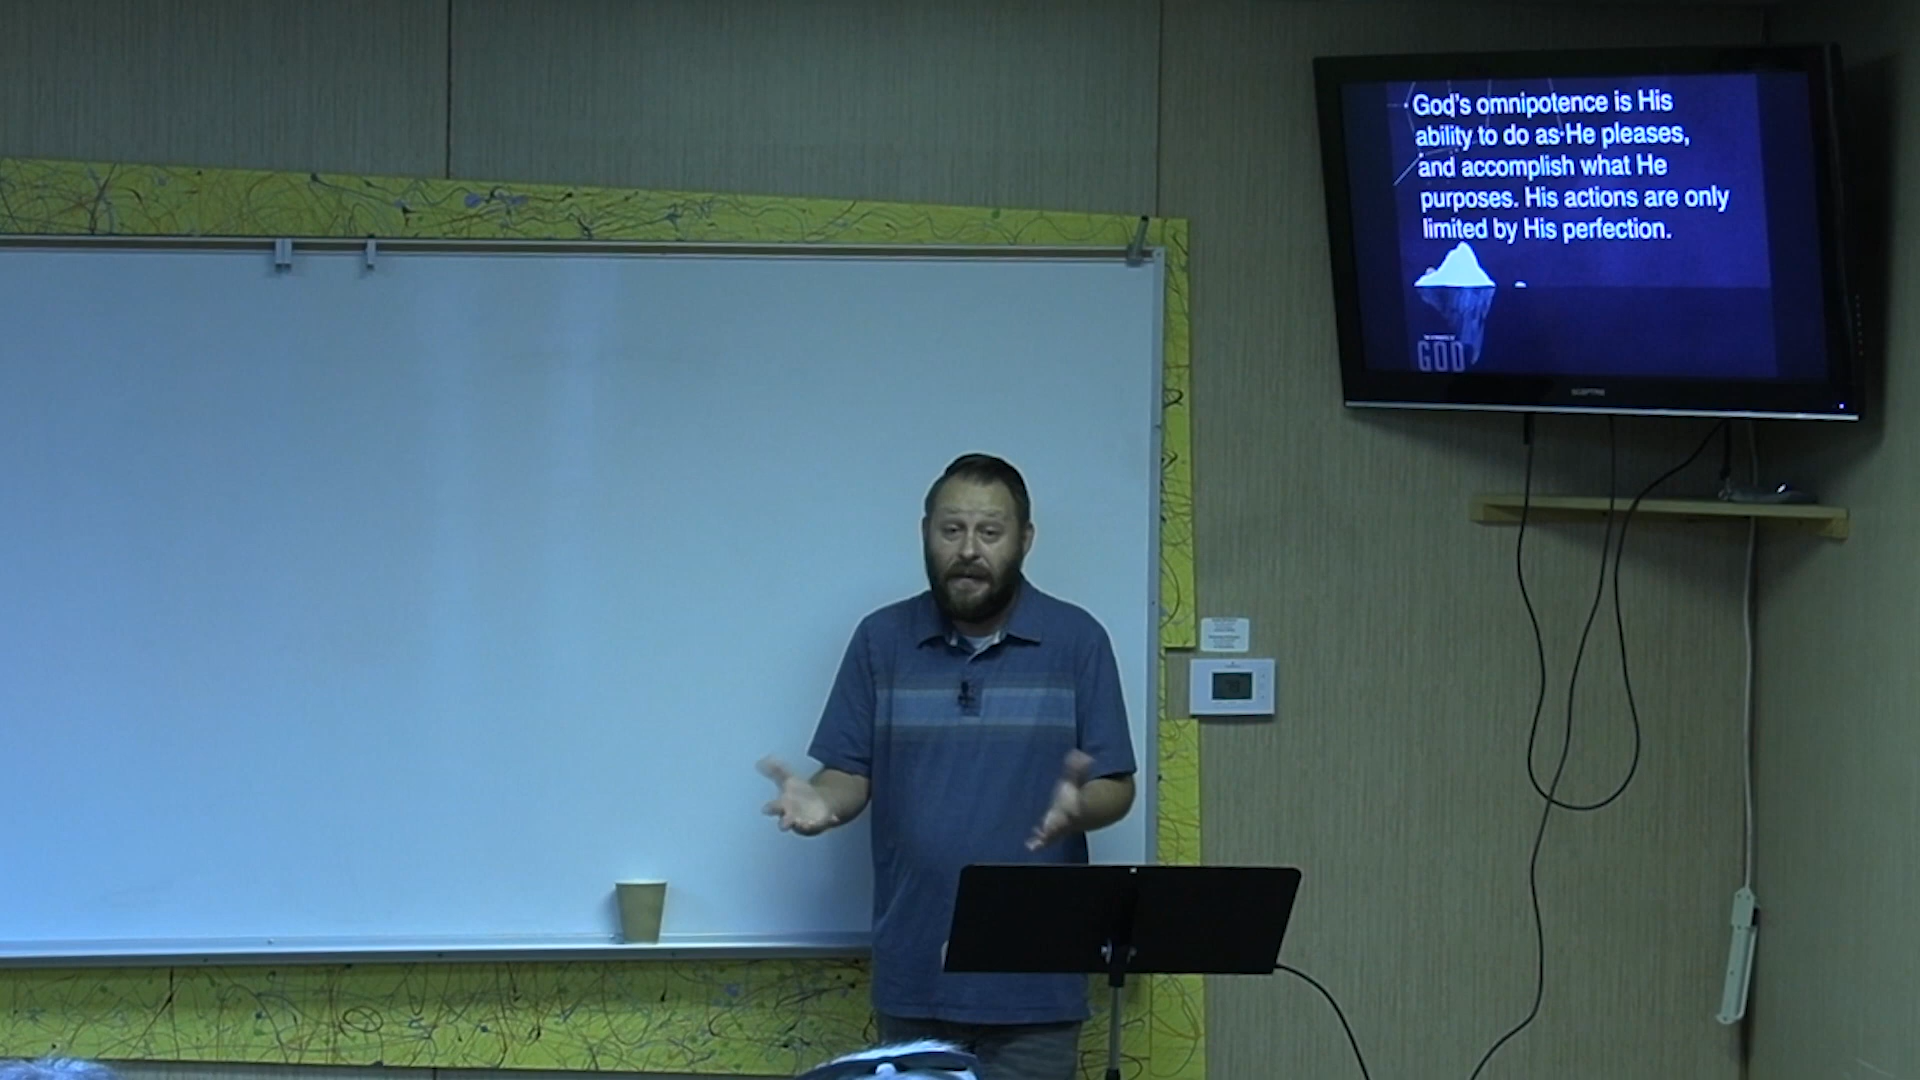 God's omnipotence is His
ability to do as He pleases,
and accomplish what He
purposes. His actions are only
limited by His perfection.
GOD
SCEPTRE